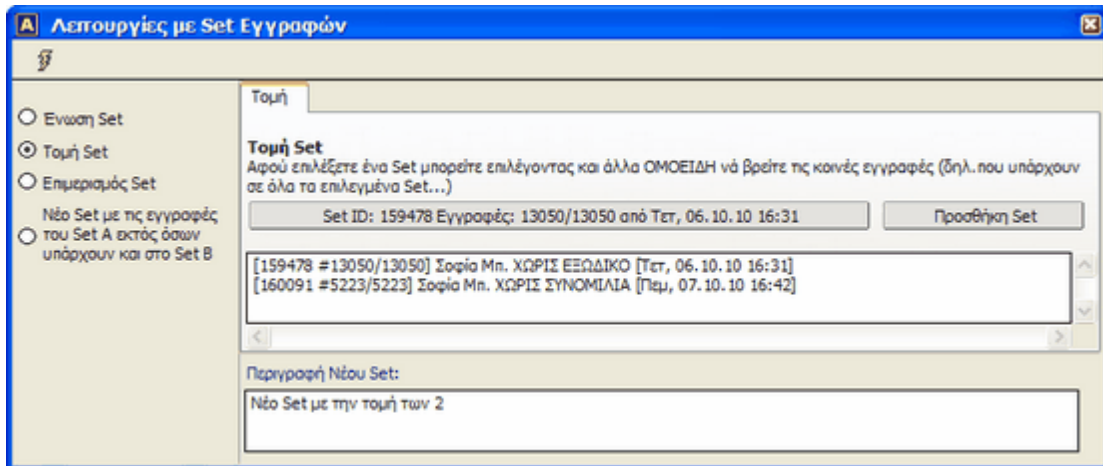 Λειτουργίες με Set Εγγραφών
Ένωση Set
Τομή Set
Επιμερισμός Set
Νέο Set με τις εγγραφές
του Set Α εκτός όσων
υπάρχουν και στο Set Β
Τομή
Τομή Set
Αφού επιλέξετε ένα Set μπορείτε επιλέγοντας και άλλα ΟΜΟΕΙΔΗ νά βρείτε τις κοινές εγγραφές (δηλ.που υπάρχουν
σε όλα τα επιλεγμένα Set...)
Set ID: 159478 Εγγραφές: 13050/13050 από Τετ, 06.10.10 16:31
Προσθήκη Set
[159478 #13050/13050] Σοφία Μπ. ΧΩΡΙΣ ΕΞΩΔΙΚΟ [Τετ, 06.10.10 16:31]
[160091 #5223/5223] Σοφία Μπ. ΧΩΡΙΣ ΣΥΝΟΜΙΛΙΑ [Πεμ, 07.10.10 16:42]
Περιγραφή Νέου Set:
Νέο Set με την τομή των 2